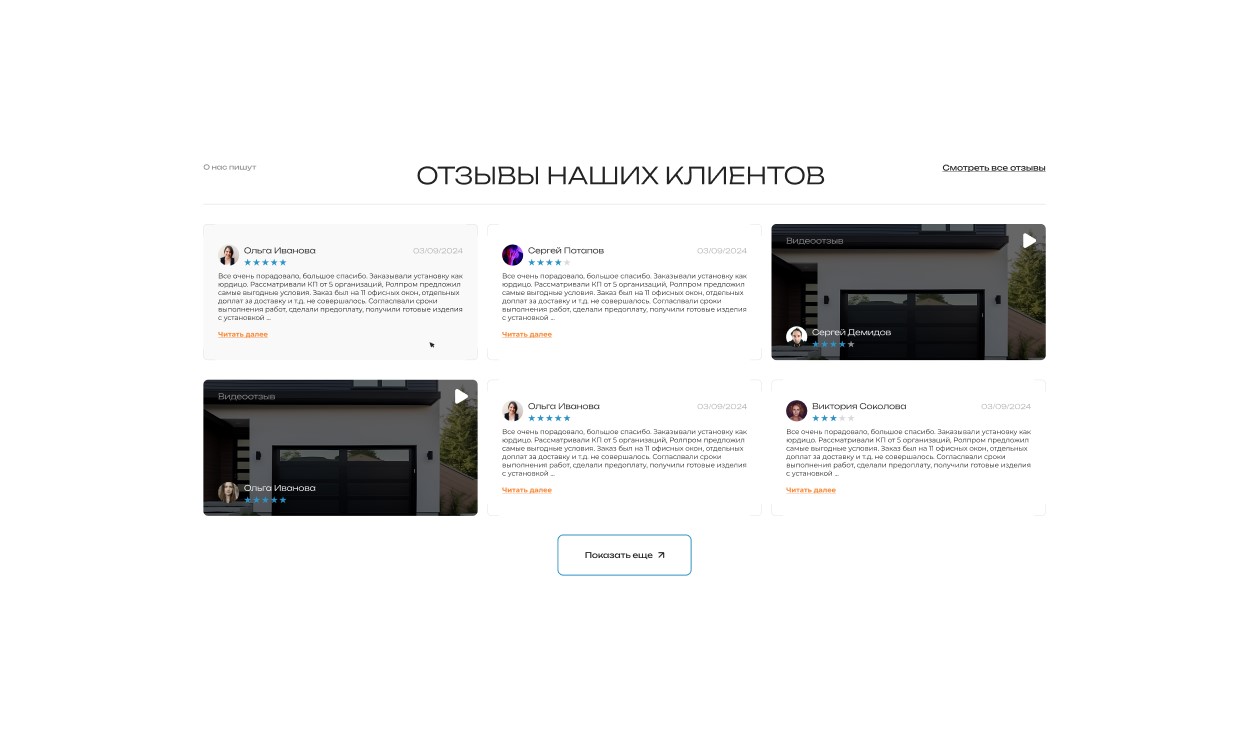 О нас пишут
ОТЗЫВЫ НАШИХ КЛИЕНТОВ
Смотреть все отзывы
Ольга Иванова
03/09/2024
Все очень порадовало, большое спасибо. Заказывали установку как
юрдицо. Рассматривали КП от 5 организаций, Роллпром предложил
самые выгодные условия. Заказ был на 11 офисных окон, отдельных
доплат за доставку и т.д. не совершалось. Согласлвали сроки
выполнения работ, сделали предоплату, получили готовые изделия
с установкой ...
Читать далее
Сергей Потапов
03/09/2024
Все очень порадовало, большое спасибо. Заказывали установку как
юрдицо. Рассматривали КП от 5 организаций, Роллпром предложил
самые выгодные условия. Заказ был на 11 офисных окон, отдельных
доплат за доставку и т.д. не совершалось. Согласлвали сроки
выполнения работ, сделали предоплату, получили готовые изделия
с установкой ...
Читать далее
Видеоотзыв
Сергей Демидов
Видеоотзыв
Ольга Иванова
Ольга Иванова
03/09/2024
Все очень порадовало, большое спасибо. Заказывали установку как
юрдицо. Рассматривали КП от 5 организаций, Роллпром предложил
самые выгодные условия. Заказ был на 11 офисных окон, отдельных
доплат за доставку и т.д. не совершалось. Согласлвали сроки
выполнения работ, сделали предоплату, получили готовые изделия
с установкой ...
Читать далее
Виктория Соколова
03/09/2024
Все очень порадовало, большое спасибо. Заказывали установку как
юрдицо. Рассматривали КП от 5 организаций, Роллпром предложил
самые выгодные условия. Заказ был на 11 офисных окон, отдельных
доплат за доставку и т.д. не совершалось. Согласлвали сроки
выполнения работ, сделали предоплату, получили готовые изделия
с установкой ...
Читать далее
Показать еще